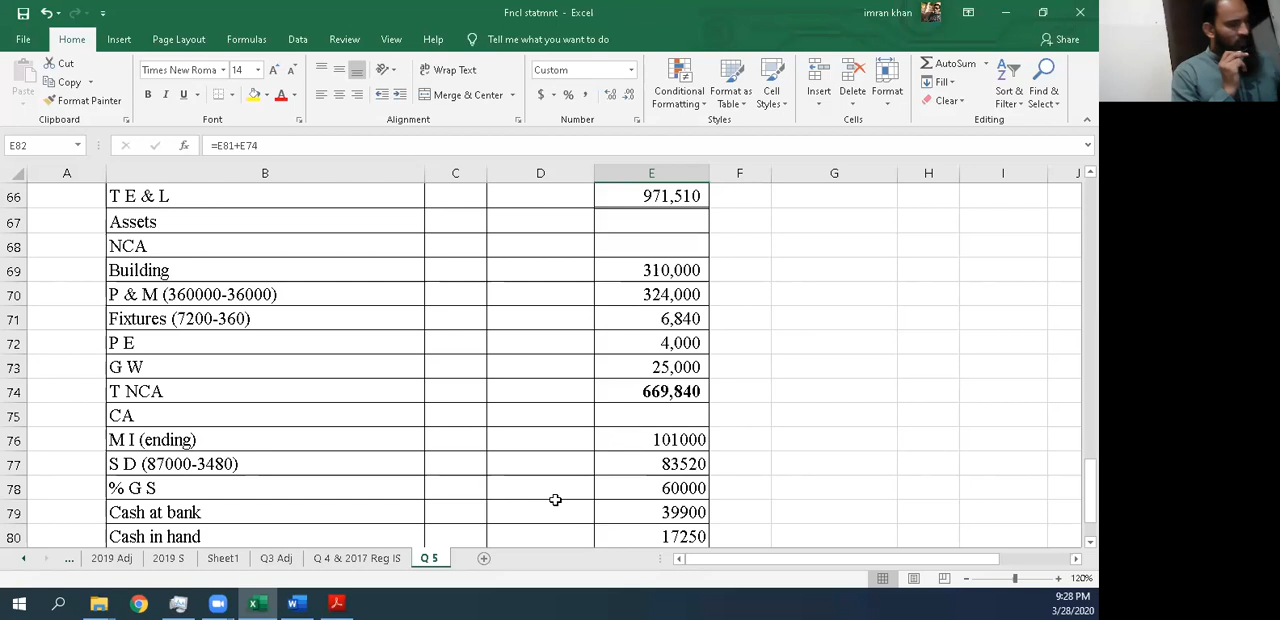 Fncl statmnt - Excel
imran khan
File Home Insert Page Layout Formulas Data Review View Help Tell me what you want to do Share
Paste
Cut
Copy
Format Painter
Clipboard
Times New Roma 14
B I U
Font
Wrap Text
Merge & Center
Alignment
Custom
$ % ,
Number
Conditional Formatting
Format as Table
Cell Styles
Styles
Insert Delete Format
Cells
AutoSum
Fill
Clear
Sort & Filter
Find & Select
Editing
E82 fx =E81+E74
A B C D E F G H I J
66 T E & L 971,510
67 Assets
68 NCA
69 Building 310,000
70 P & M (360000-36000) 324,000
71 Fixtures (7200-360) 6,840
72 P E 4,000
73 G W 25,000
74 T NCA 669,840
75 CA
76 M I (ending) 101000
77 S D (87000-3480) 83520
78 % G S 60000
79 Cash at bank 39900
80 Cash in hand 17250
... 2019 Adj 2019 S Sheet1 Q3 Adj Q 4 & 2017 Reg IS Q 5
120%
9:28 PM
3/28/2020